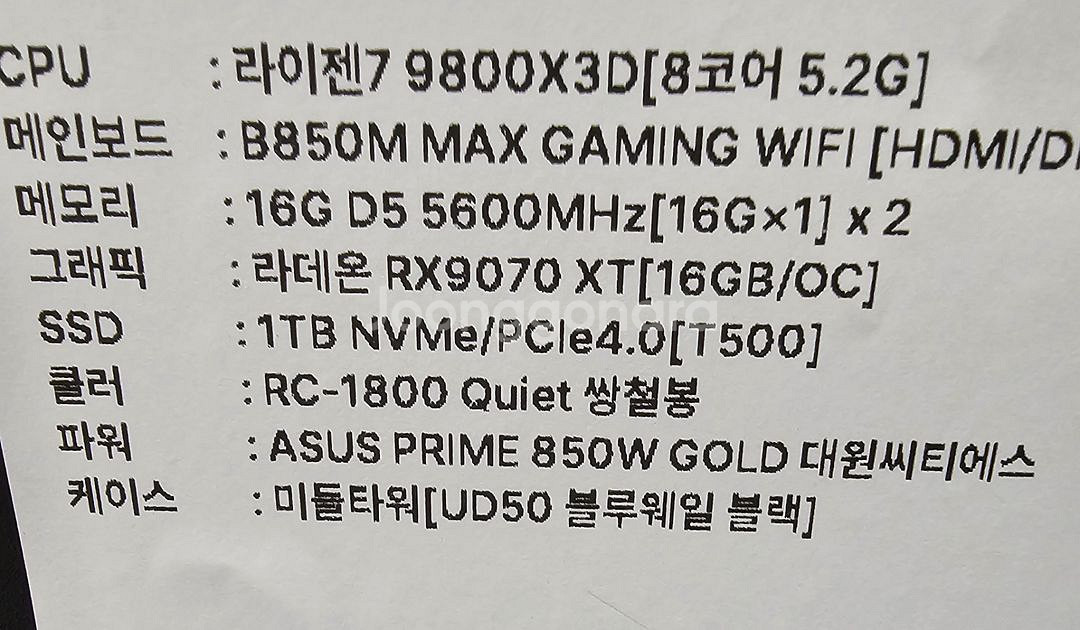 CPU : 라이젠7 9800X3D[8코어 5.2G]
메인보드 : B850M MAX GAMING WIFI [HDMI/D
메모리 : 16G D5 5600MHz[16G×1] x 2
그래픽 : 라데온 RX9070 XT[16GB/OC]
joonggonara
SSD : 1TB NVMe/PCIe4.0[T500]
쿨러 : RC-1800 Quiet 쌍철봉
파워 : ASUS PRIME 850W GOLD 대원씨티에스
케이스 : 미들타워[UD50 블루웨일 블랙]